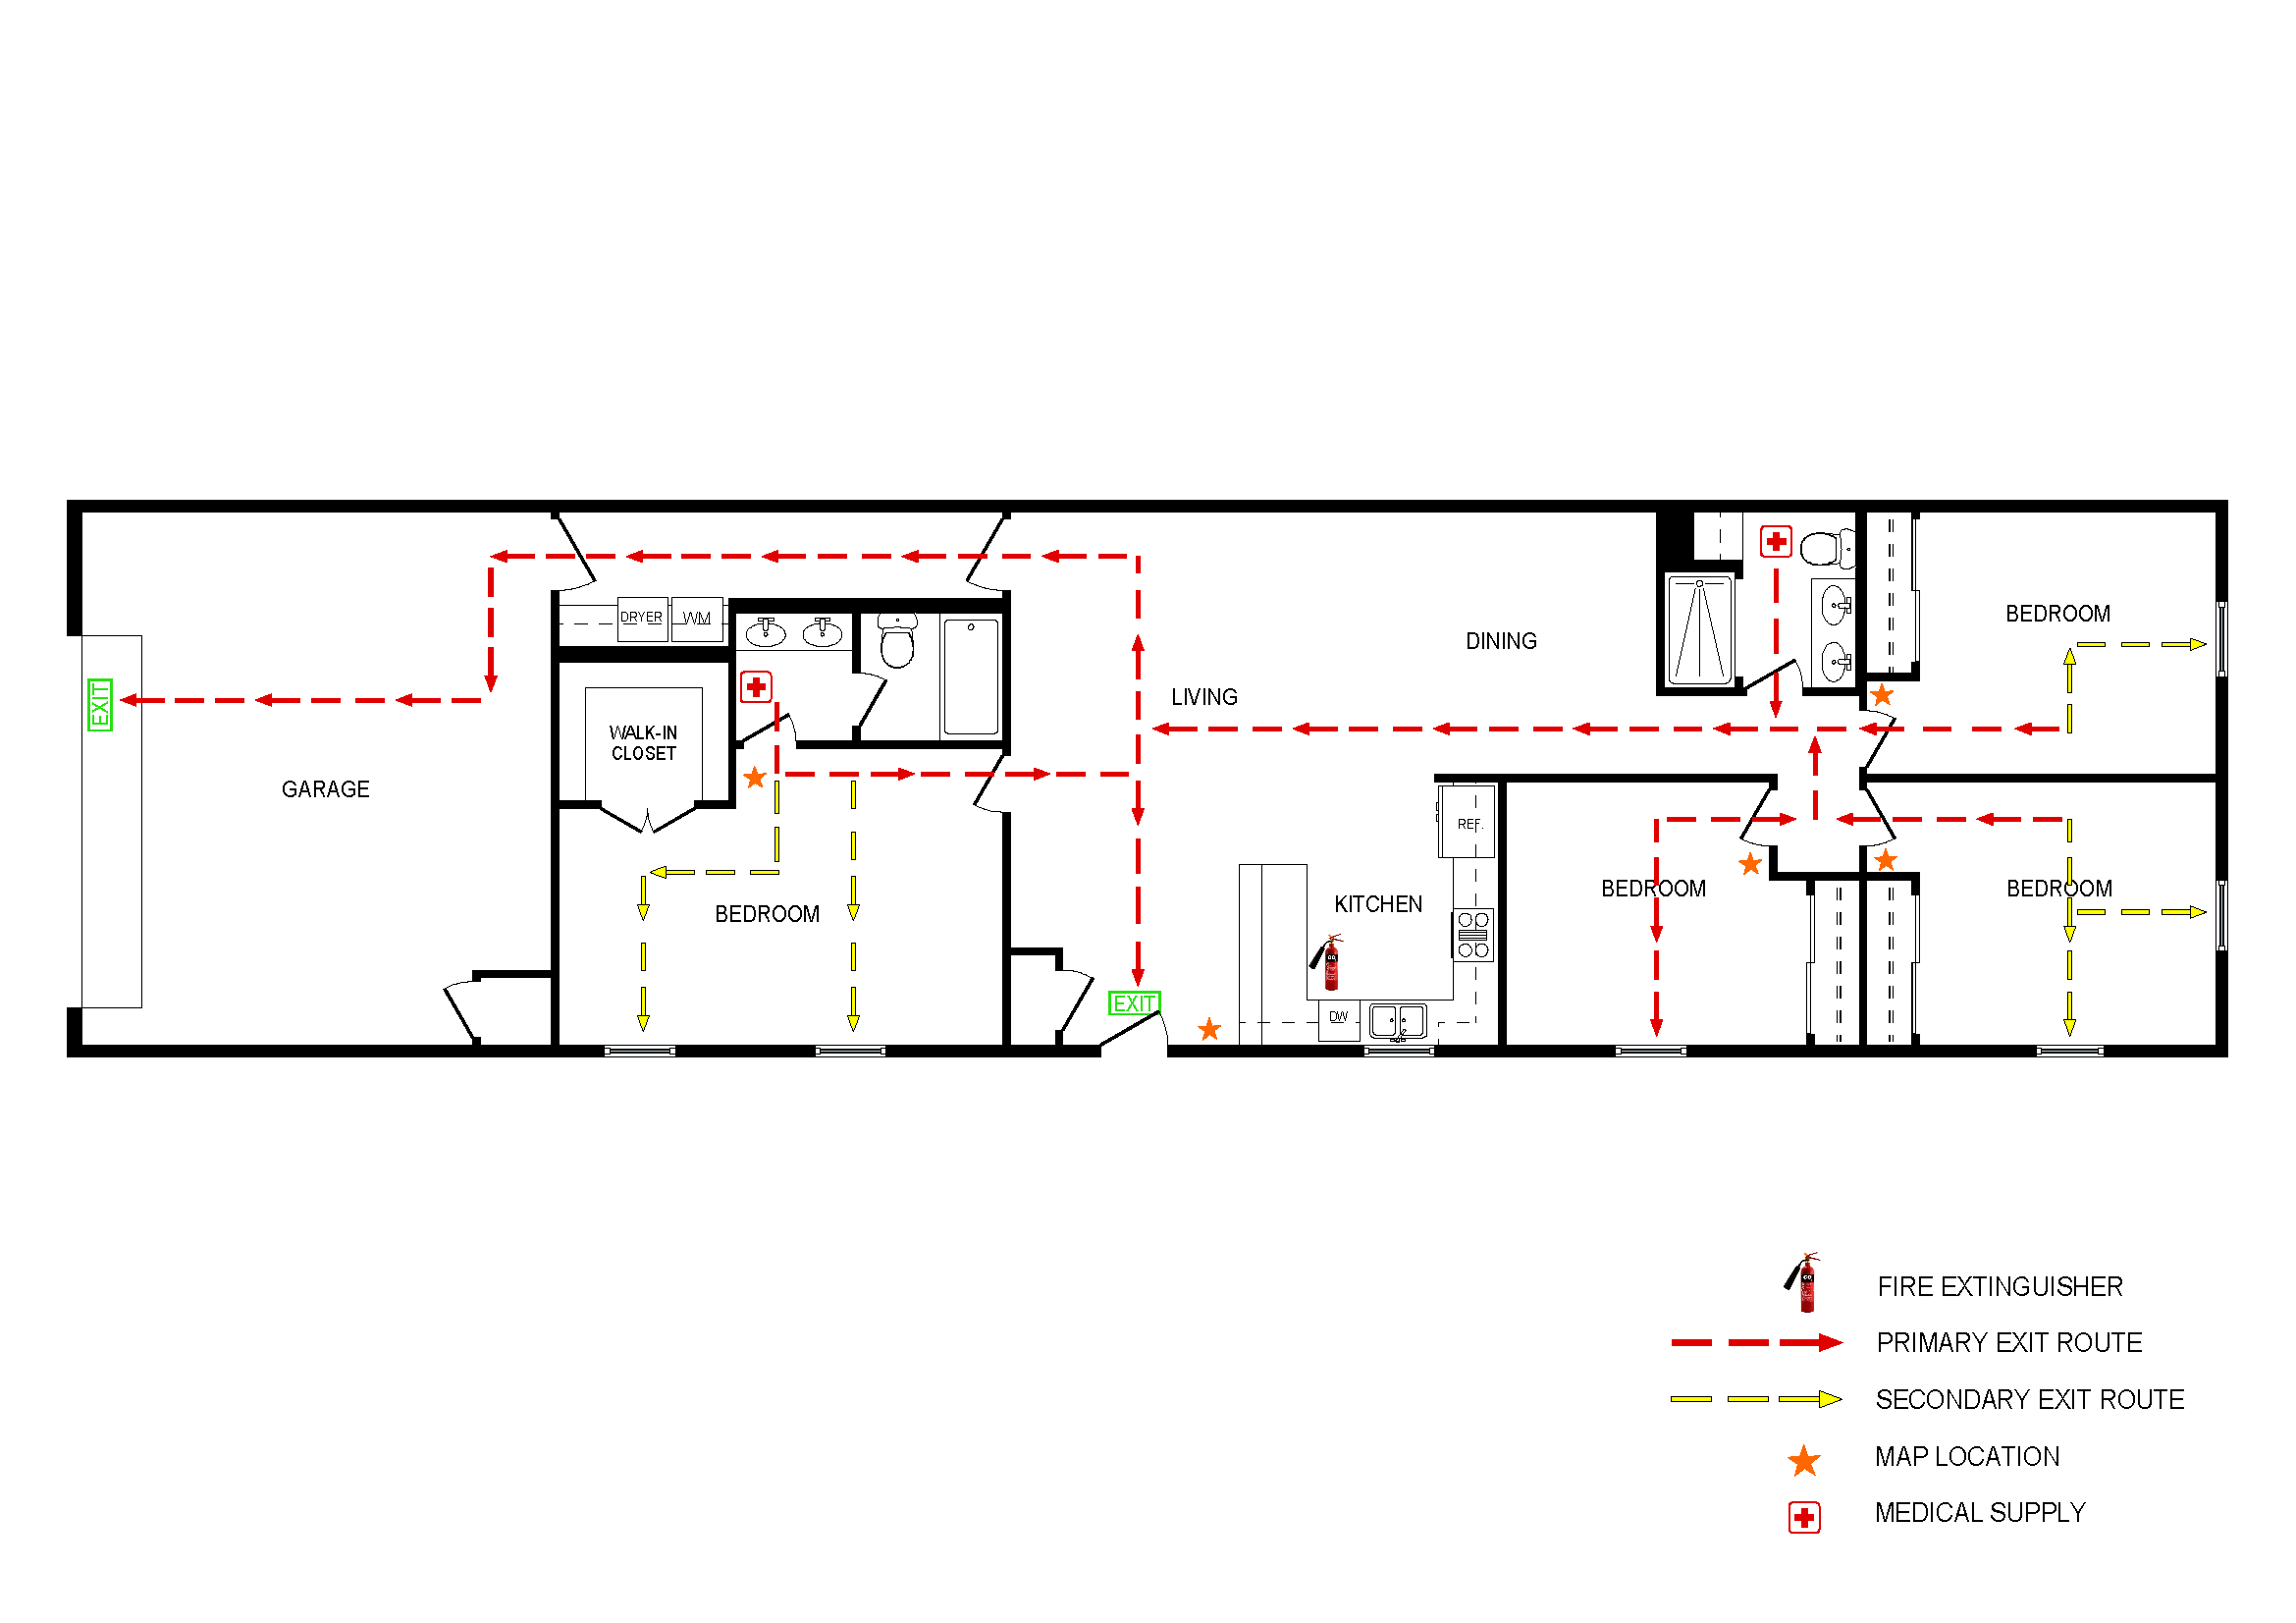 DRYER
WM
BEDROOM
DINING
LIVING
EXIT
WALK-IN
CLOSET
GARAGE
REF.
BEDROOM
BEDROOM
KITCHEN
BEDROOM
EXIT
DW
FIRE EXTINGUISHER
PRIMARY EXIT ROUTE
SECONDARY EXIT ROUTE
MAP LOCATION
MEDICAL SUPPLY